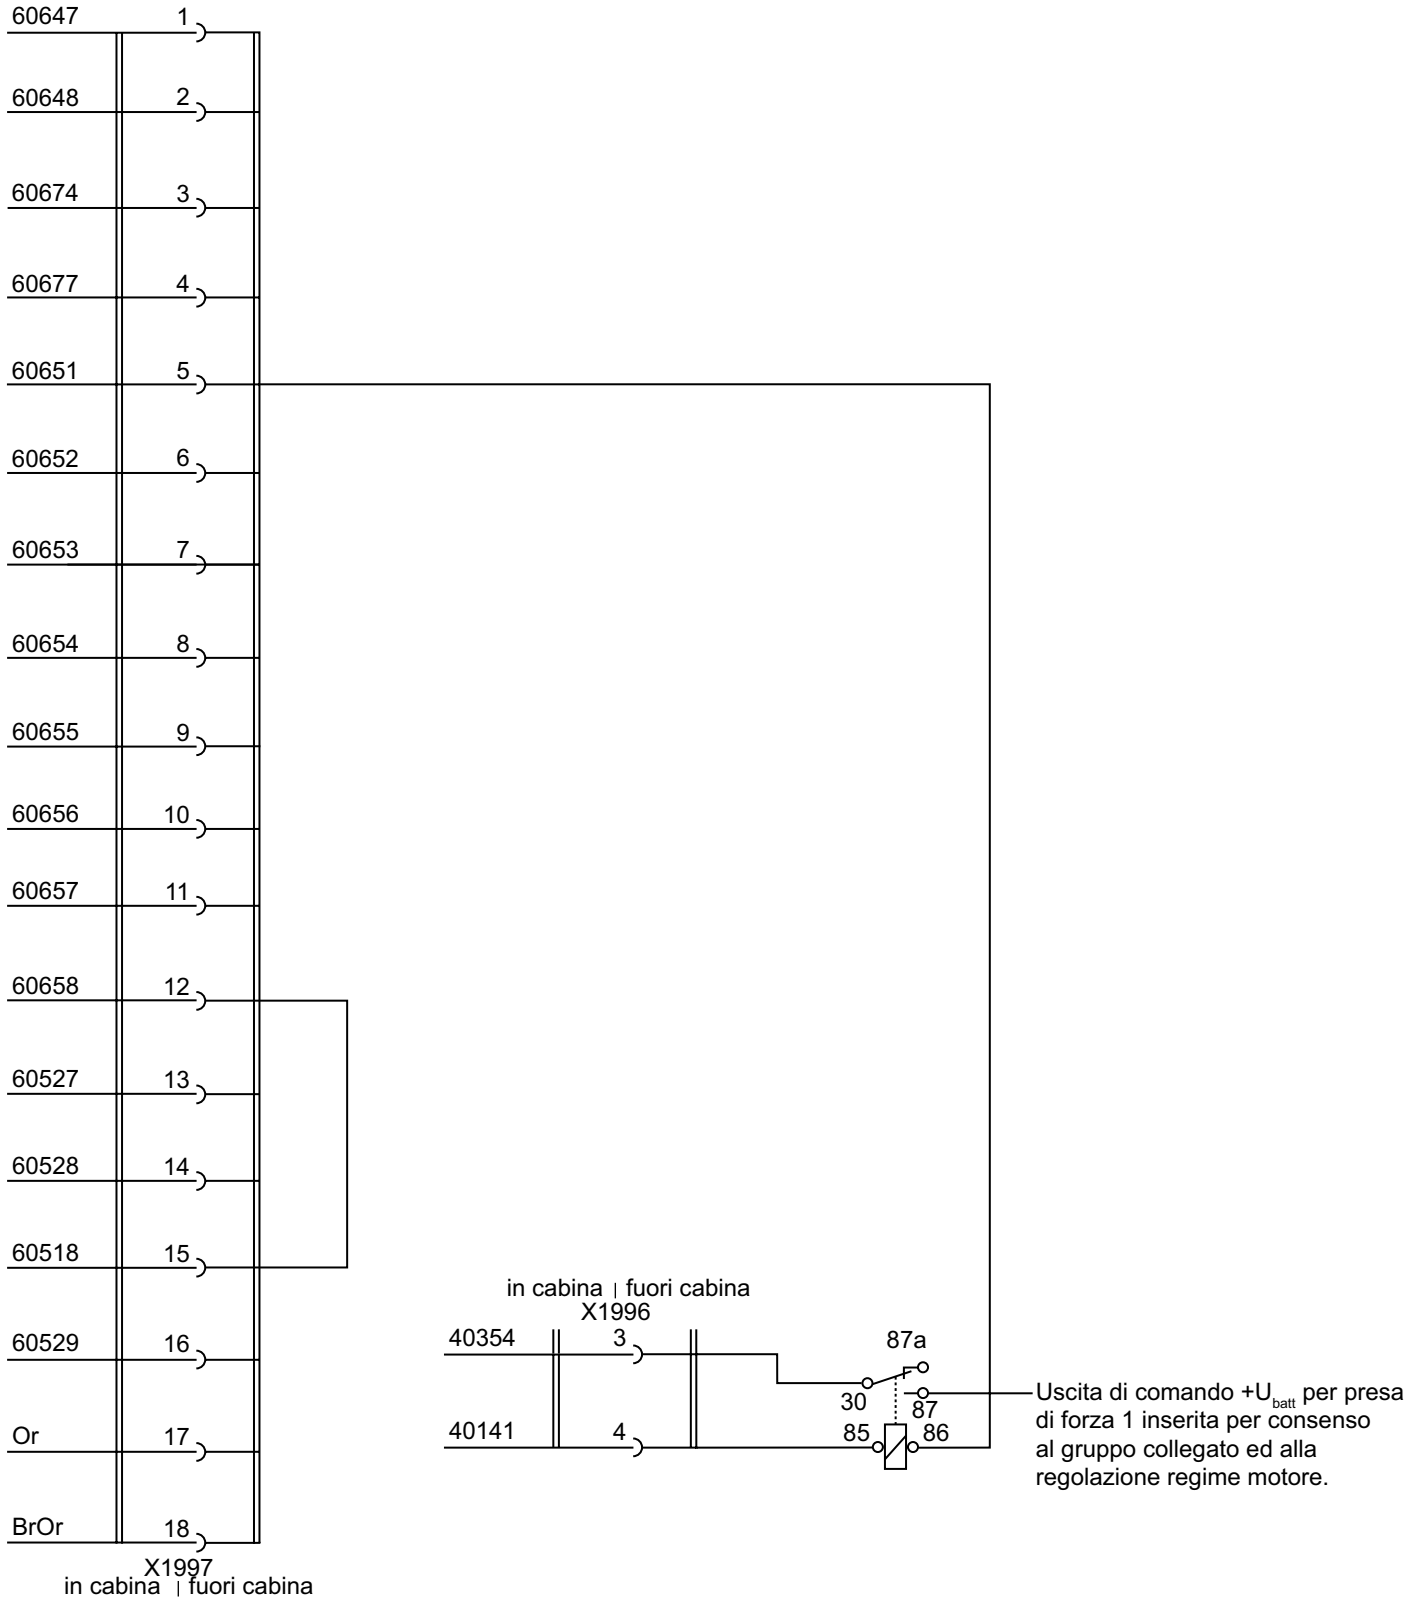 60647 1
60648 2
60674 3
60677 4
60651 5
60652 6
60653 7
60654 8
60655 9
60656 10
60657 11
60658 12
60527 13
60528 14
60518 15
60529 16
Or 17
BrOr 18
X1997
in cabina | fuori cabina
in cabina | fuori cabina
X1996
40354 3
87a
30
87
40141 4
85
86
Uscita di comando +Ubatt per presa
di forza 1 inserita per consenso
al gruppo collegato ed alla
regolazione regime motore.